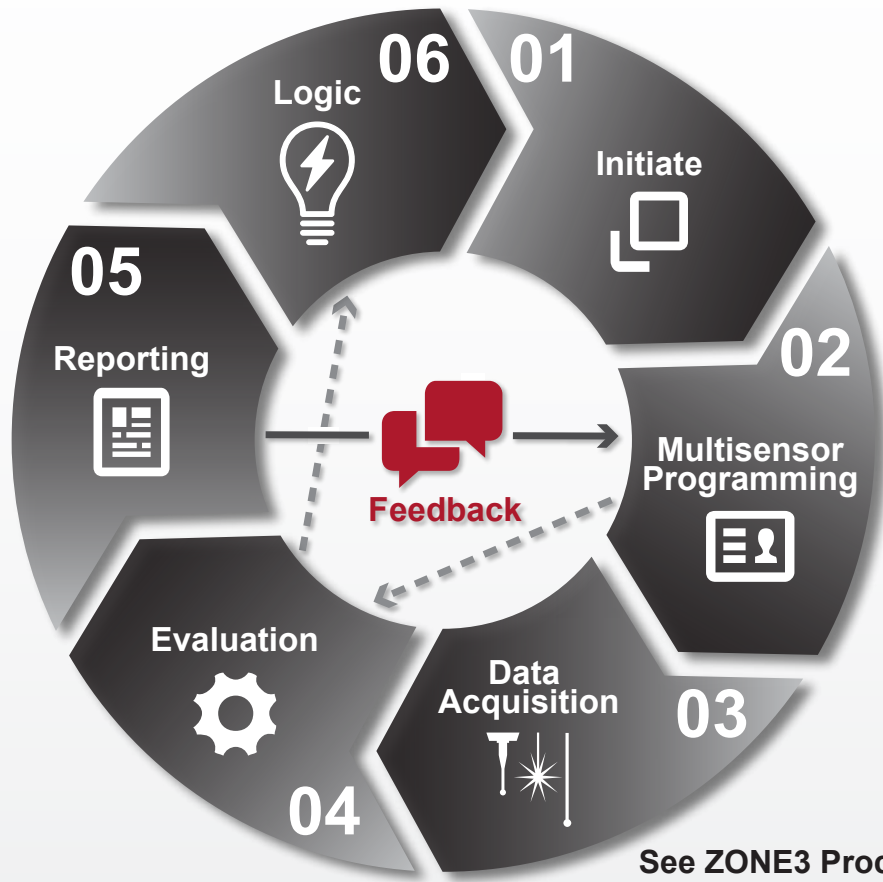 01
Initiate
02
Multisensor
Programming
03
Data
Acquisition
04
Evaluation
05
Reporting
06
Logic
Feedback
See ZONE3